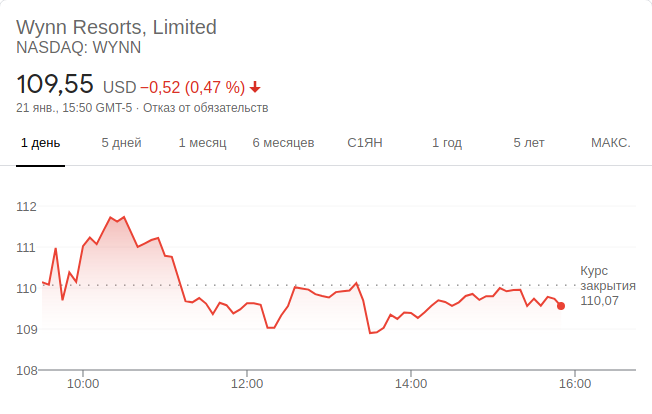 Wynn Resorts, Limited
NASDAQ: WYNN
109,55 USD −0,52 (0,47 %)
21 янв., 15:50 GMT-5 · Отказ от обязательств
1 день 5 дней 1 месяц 6 месяцев С1ЯН 1 год 5 лет МАКС.
112
111
110
109
108
Курс
закрытия
110,07
10:00 12:00 14:00 16:00